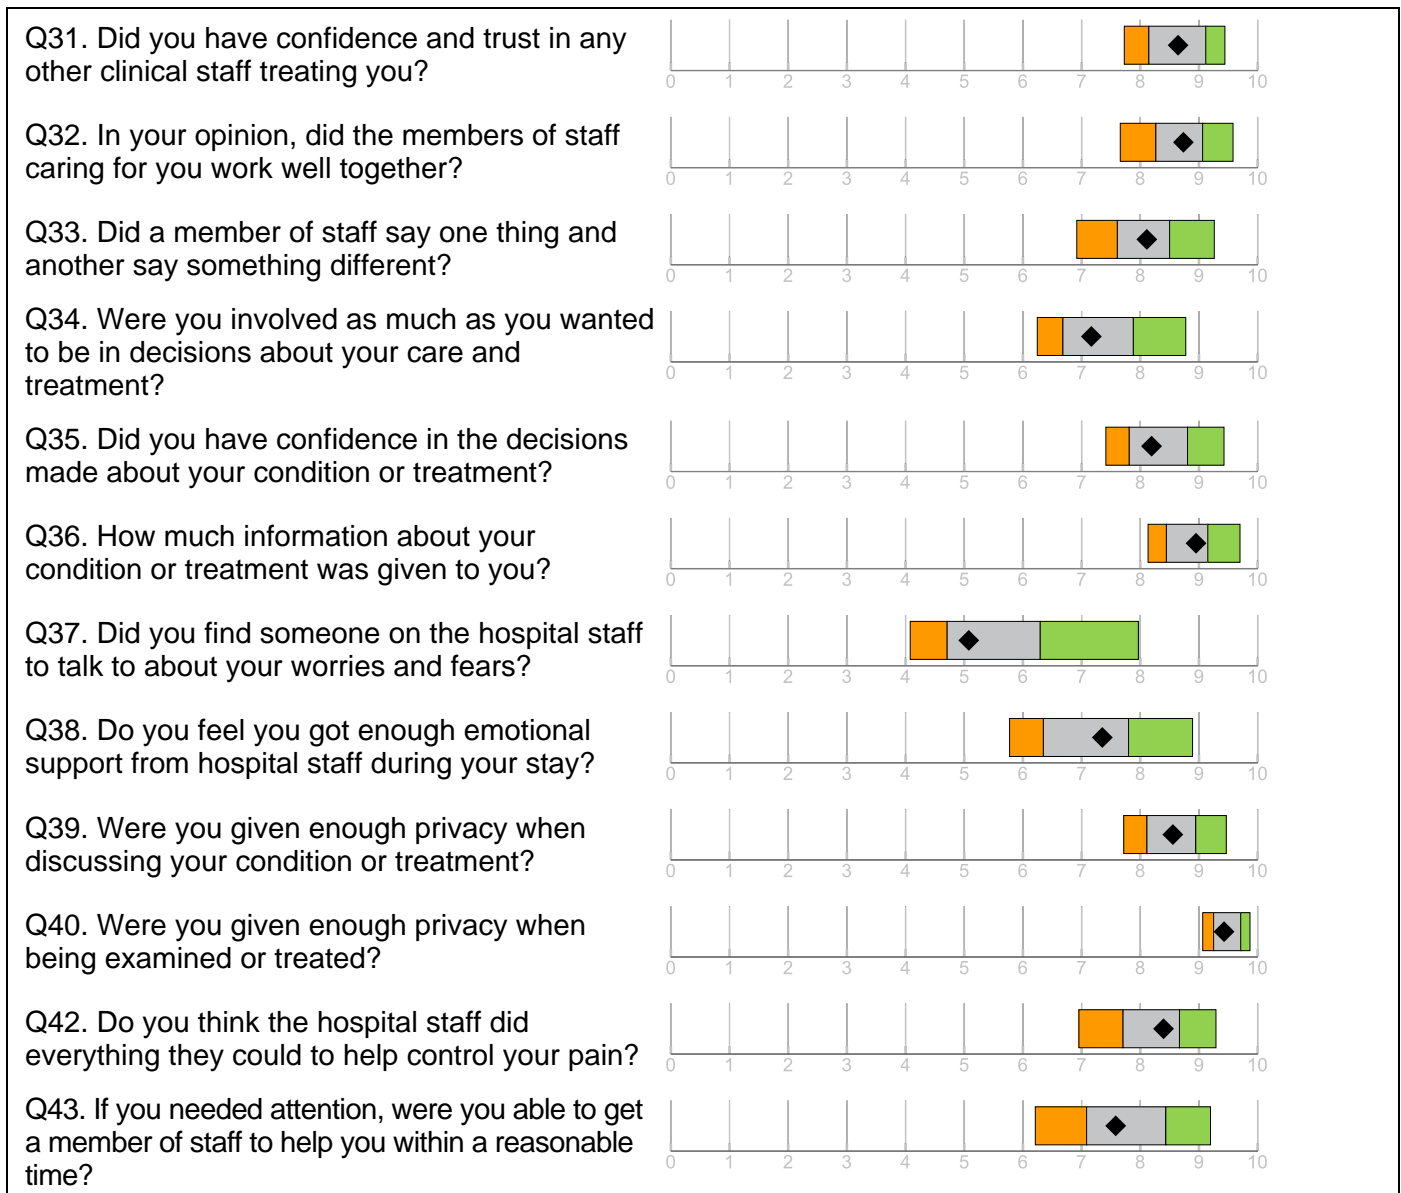 Q31. Did you have confidence and trust in any
other clinical staff treating you?
0 1 2 3 4 5 6 7 8 9 10
Q32. In your opinion, did the members of staff
caring for you work well together?
0 1 2 3 4 5 6 7 8 9 10
Q33. Did a member of staff say one thing and
another say something different?
0 1 2 3 4 5 6 7 8 9 10
Q34. Were you involved as much as you wanted
to be in decisions about your care and
treatment?
0 1 2 3 4 5 6 7 8 9 10
Q35. Did you have confidence in the decisions
made about your condition or treatment?
0 1 2 3 4 5 6 7 8 9 10
Q36. How much information about your
condition or treatment was given to you?
0 1 2 3 4 5 6 7 8 9 10
Q37. Did you find someone on the hospital staff
to talk to about your worries and fears?
0 1 2 3 4 5 6 7 8 9 10
Q38. Do you feel you got enough emotional
support from hospital staff during your stay?
0 1 2 3 4 5 6 7 8 9 10
Q39. Were you given enough privacy when
discussing your condition or treatment?
0 1 2 3 4 5 6 7 8 9 10
Q40. Were you given enough privacy when
being examined or treated?
0 1 2 3 4 5 6 7 8 9 10
Q42. Do you think the hospital staff did
everything they could to help control your pain?
0 1 2 3 4 5 6 7 8 9 10
Q43. If you needed attention, were you able to get
a member of staff to help you within a reasonable
time?
0 1 2 3 4 5 6 7 8 9 10